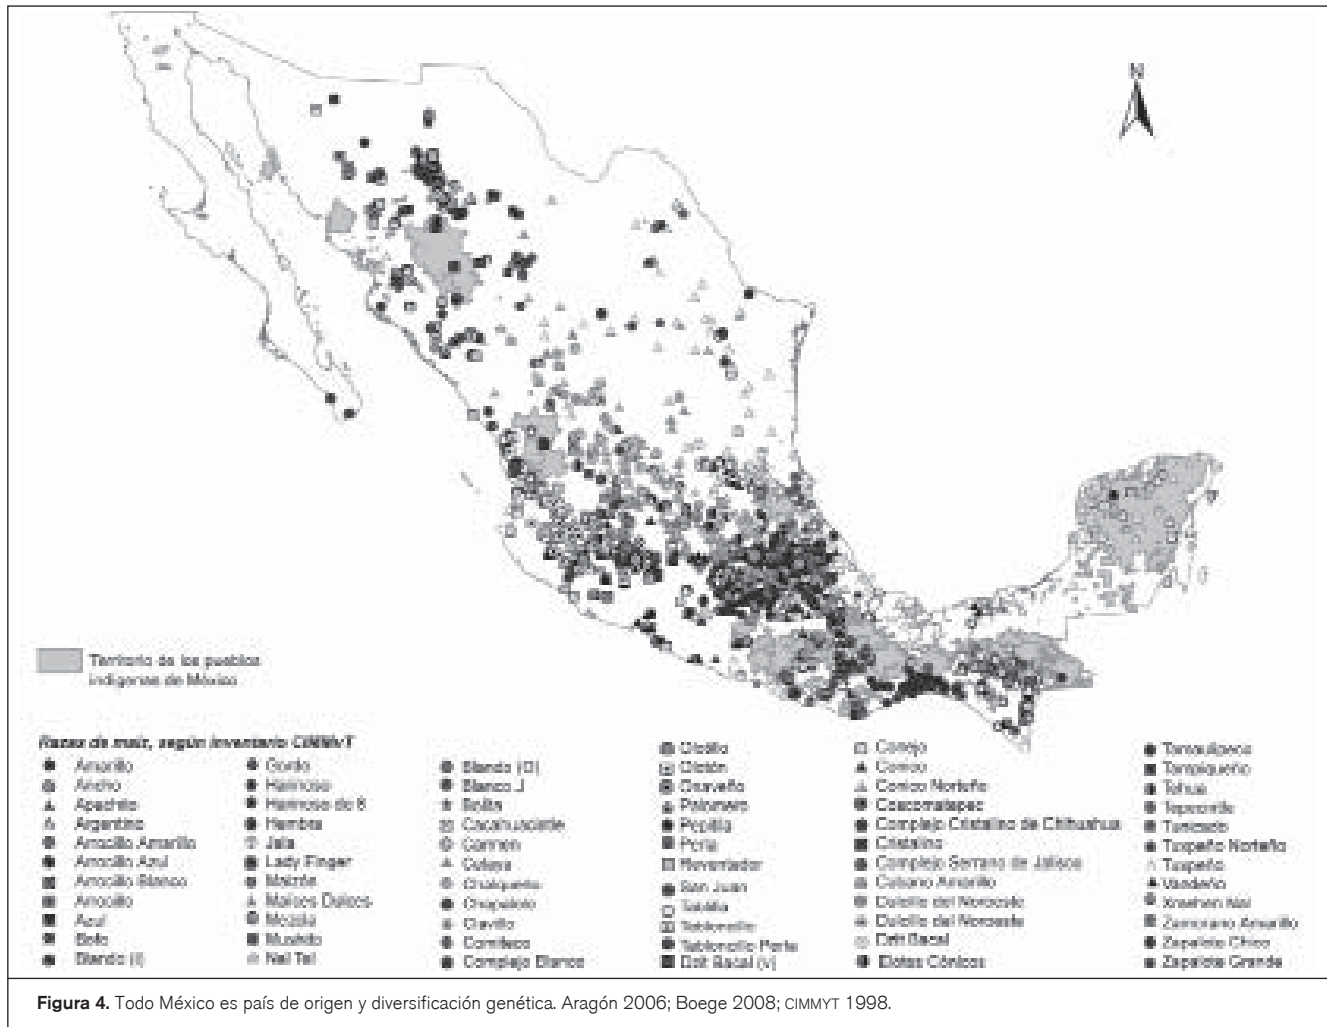 N
Territorio de los pueblos
indígenas de México
Razas de maíz, según inventario CIMMYT
Amarillo
Ancho
Apachito
Argentino
Arrocillo Amarillo
Arrocillo Azul
Arrocillo Blanco
Arrocillo
Azul
Bofo
Blando (I)
Gordo
Harinoso
Harinoso de 8
Hembra
Jala
Lady Finger
Maizón
Maíces Dulces
Mezcla
Mushito
Nal Tel
Blando (O)
Blanco J
Bolita
Cacahuacintle
Carmen
Celaya
Chalqueño
Chapalote
Clavillo
Comiteco
Complejo Blanco
Olotillo
Olotón
Onaveño
Palomero
Pepitilla
Perla
Reventador
San Juan
Tablilla
Tabloncillo
Tabloncillo Perla
Dzit Bacal (v)
Conejo
Conico
Conico Norteño
Coscomatepec
Complejo Cristalino de Chihuahua
Cristalino
Complejo Serrano de Jalisco
Cubano Amarillo
Dulcillo del Noroeste
Dulcillo del Noroeste
Dzit Bacal
Elotes Cónicos
Tamaulipeco
Tampiqueño
Tehua
Tepecintle
Tunicado
Tuxpeño Norteño
Tuxpeño
Vandeño
Xmehen Nal
Zamorano Amarillo
Zapalote Chico
Zapalote Grande
Figura 4. Todo México es país de origen y diversificación genética. Aragón 2006; Boege 2008; CIMMYT 1998.